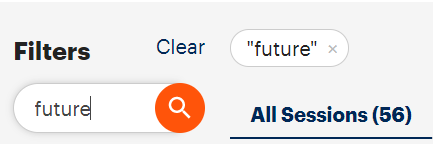 Filters Clear
"future" ×
future
All Sessions (56)